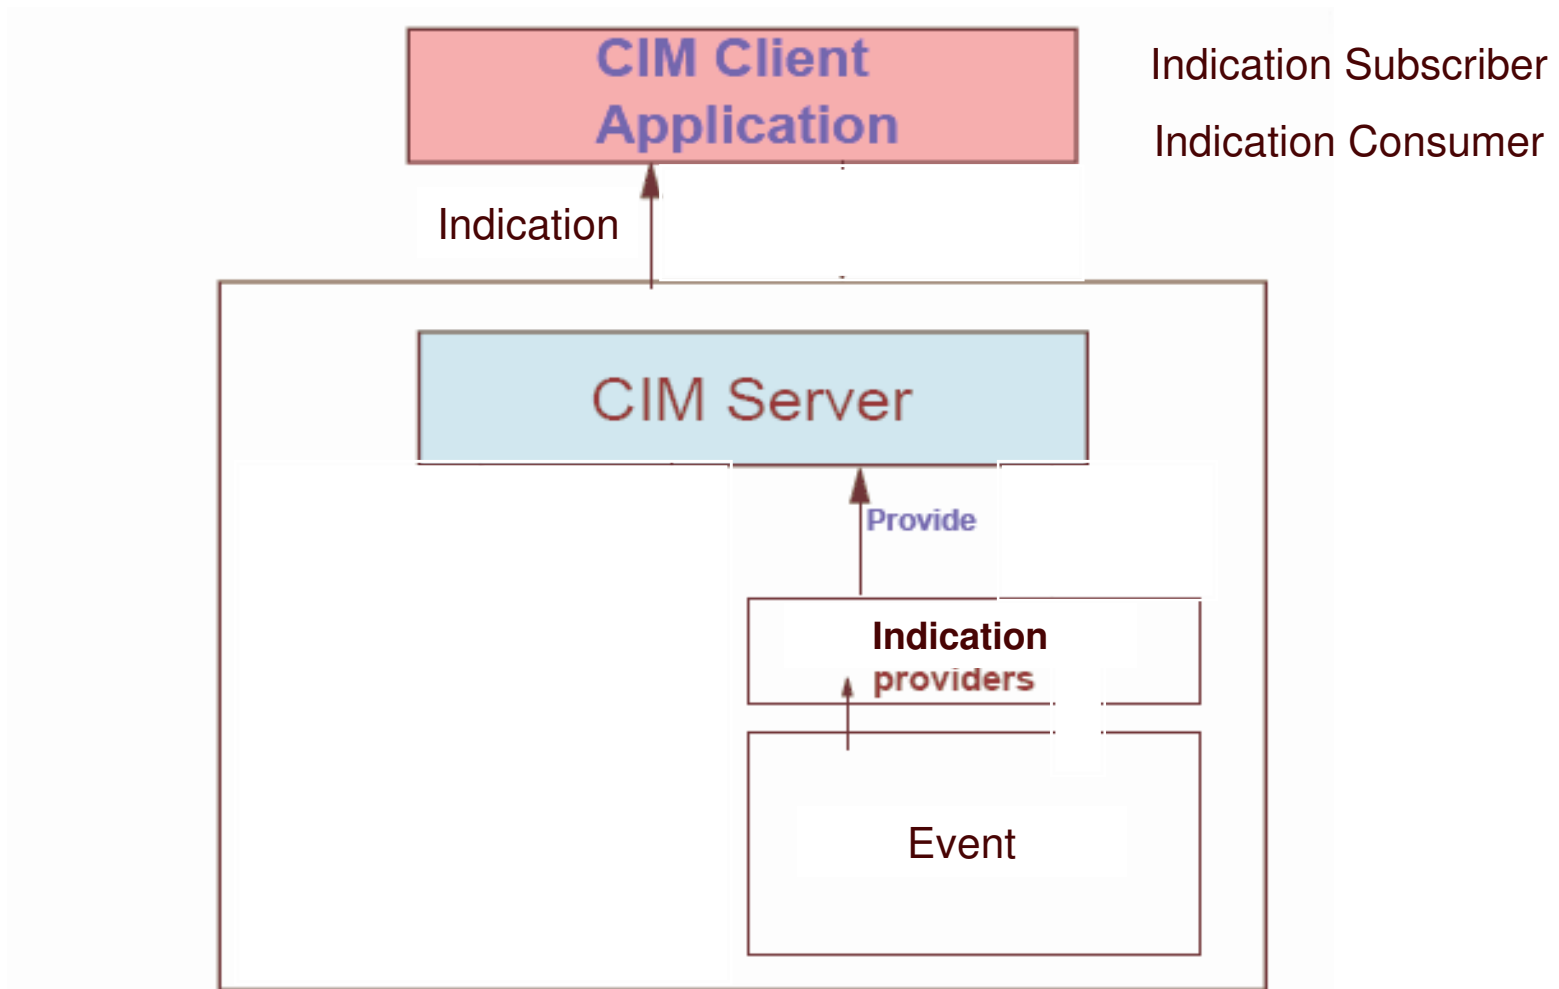 CIM Client
Application
Indication Subscriber
Indication Consumer
Indication
CIM Server
Provide
Indication
providers
Event